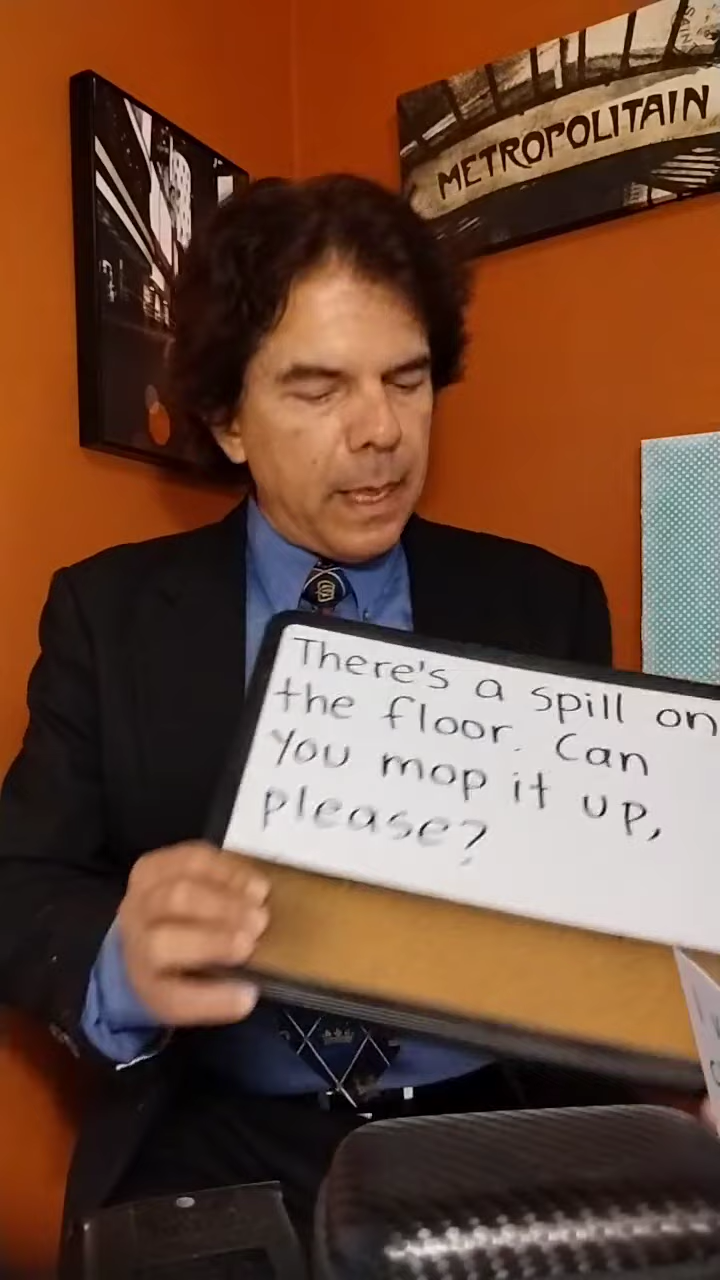 METROPOLITAIN
There's a spill on
the floor. Can
you mop it up,
please?